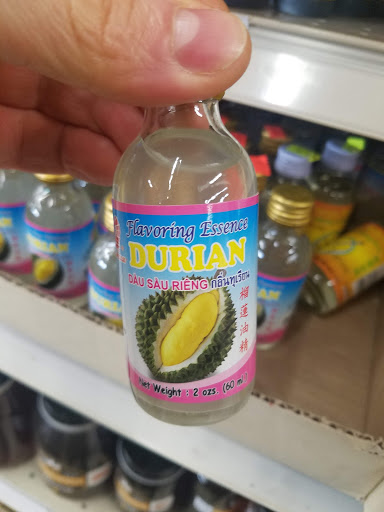 Flavoring Essence
DURIAN
DẦU SẦU RIÊNG กลิ่นทุเรียน
榴蓮油精
Net Weight : 2 ozs. (60 ml.)
DURIAN